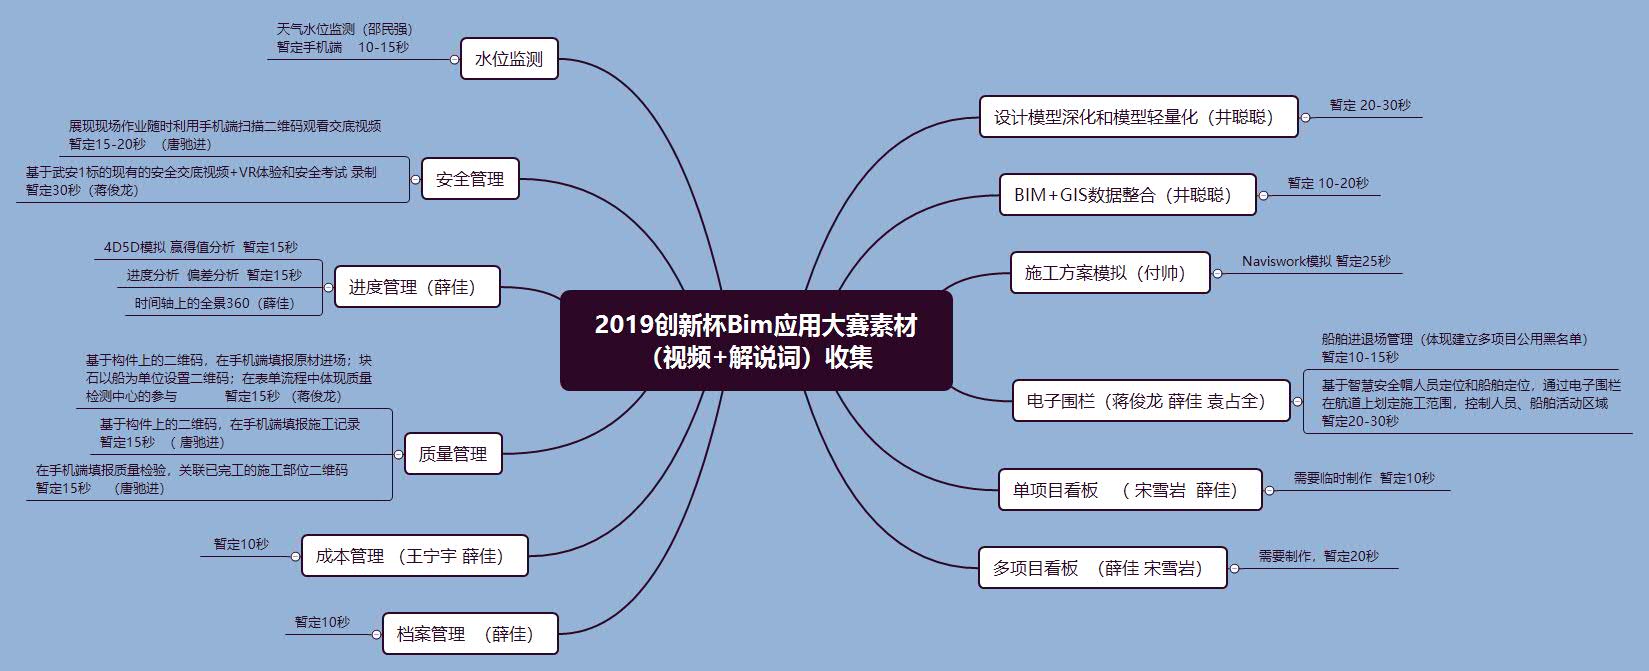 2019创新杯Bim应用大赛素材
（视频+解说词）收集
设计模型深化和模型轻量化（井聪聪）
暂定 20-30秒
BIM+GIS数据整合（井聪聪）
暂定 10-20秒
施工方案模拟（付帅）
Naviswork模拟 暂定25秒
电子围栏（蒋俊龙 薛佳 袁占全）
船舶进退场管理（体现建立多项目公用黑名单）
暂定10-15秒
基于智慧安全帽人员定位和船舶定位，通过电子围栏
在航道上划定施工范围，控制人员、船舶活动区域
暂定20-30秒
单项目看板 （ 宋雪岩 薛佳）
需要临时制作 暂定10秒
多项目看板 （薛佳 宋雪岩）
需要制作，暂定20秒
水位监测
天气水位监测（邵民强）
暂定手机端 10-15秒
安全管理
展现现场作业随时利用手机端扫描二维码观看交底视频
暂定15-20秒 （唐驰进）
基于武安1标的现有的安全交底视频+VR体验和安全考试 录制
暂定30秒（蒋俊龙）
进度管理（薛佳）
4D5D模拟 赢得值分析 暂定15秒
进度分析 偏差分析 暂定15秒
时间轴上的全景360（薛佳）
质量管理
基于构件上的二维码，在手机端填报原材进场；块
石以船为单位设置二维码；在表单流程中体现质量
检测中心的参与 暂定15秒 （蒋俊龙）
基于构件上的二维码，在手机端填报施工记录
暂定15秒 （ 唐驰进）
在手机端填报质量检验，关联已完工的施工部位二维码
暂定15秒 （唐驰进）
成本管理 （王宁宇 薛佳）
暂定10秒
档案管理 （薛佳）
暂定10秒